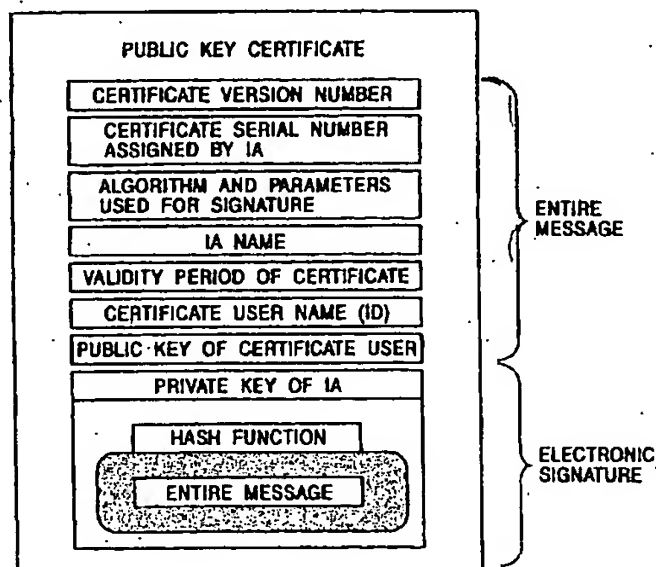 PUBLIC KEY CERTIFICATE
CERTIFICATE VERSION NUMBER
CERTIFICATE SERIAL NUMBER
ASSIGNED BY IA
ALGORITHM AND PARAMETERS
USED FOR SIGNATURE
IA NAME
VALIDITY PERIOD OF CERTIFICATE
CERTIFICATE USER NAME (ID)
PUBLIC KEY OF CERTIFICATE USER
ENTIRE
MESSAGE
PRIVATE KEY OF IA
HASH FUNCTION
ENTIRE MESSAGE
ELECTRONIC
SIGNATURE